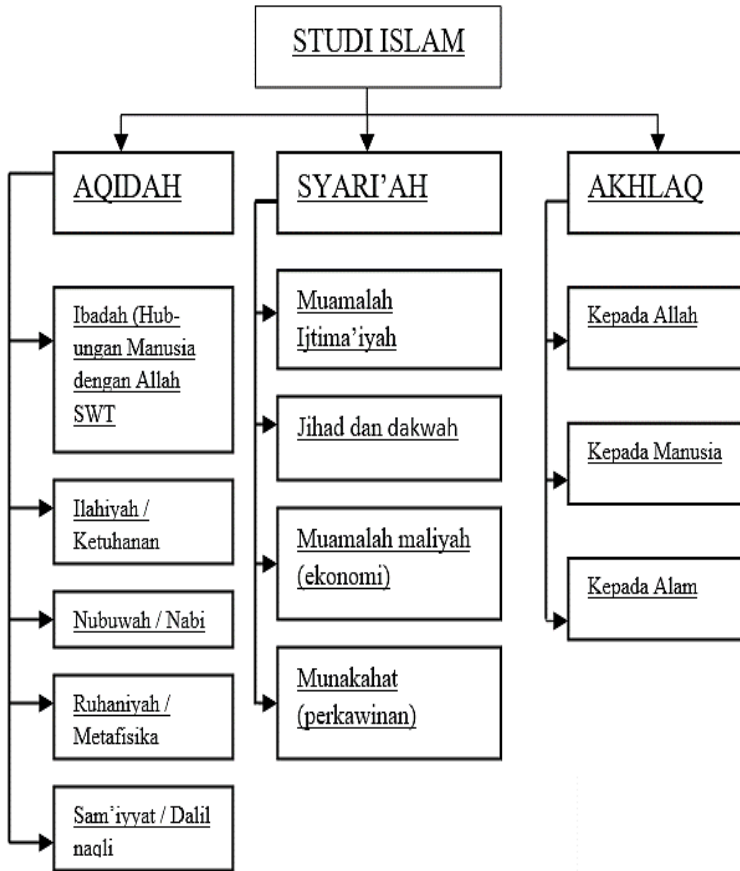 STUDI ISLAM
AQIDAH
Ibadah (Hub-
ungan Manusia
dengan Allah
SWT
Ilahiyah /
Ketuhanan
Nubuwah / Nabi
Ruhaniyah /
Metafisika
Sam’iyyat / Dalil
naqli
SYARI’AH
Muamalah
Ijtima’iyah
Jihad dan dakwah
Muamalah maliyah
(ekonomi)
Munakahat
(perkawinan)
AKHLAQ
Kepada Allah
Kepada Manusia
Kepada Alam